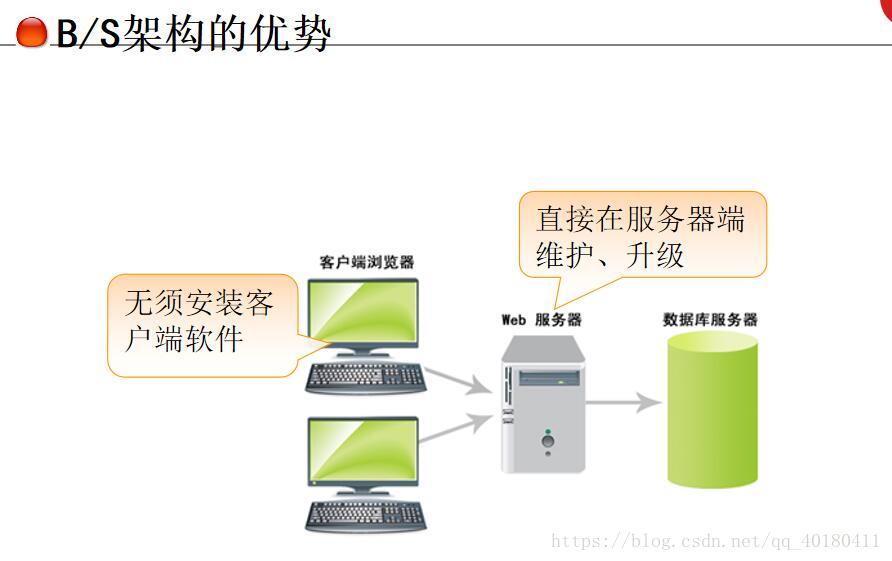 B/S架构的优势
直接在服务器端
维护、升级
客户端浏览器
无须安装客
户端软件
Web 服务器
数据库服务器
https://blog.csdn.net/qq_40180411